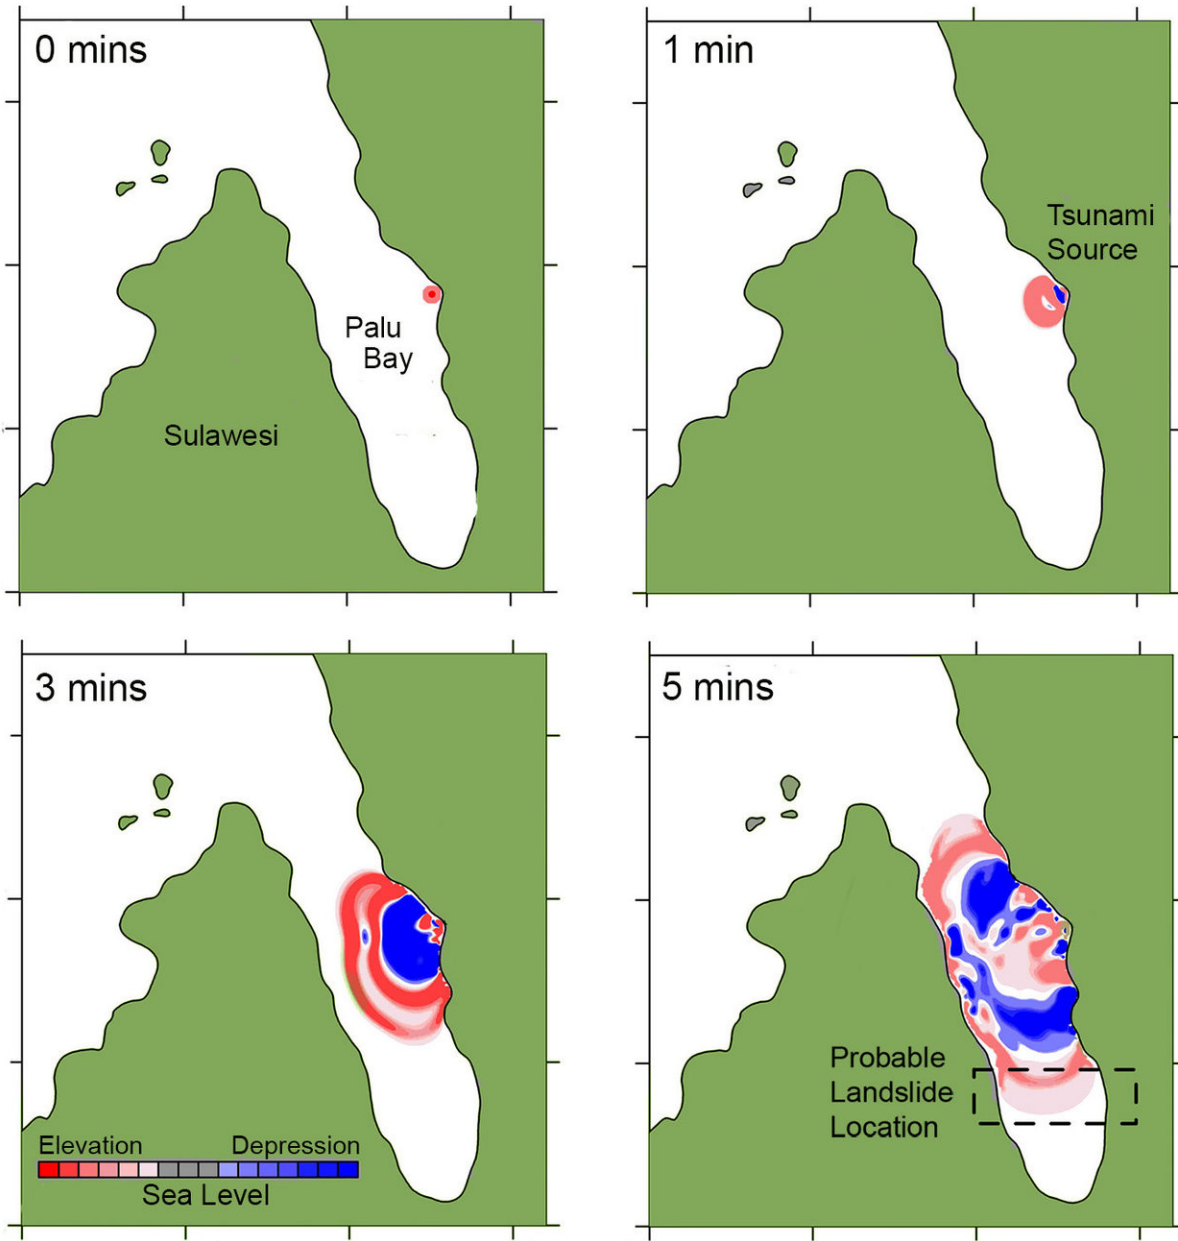 0 mins
Palu
Bay
Sulawesi
1 min
Tsunami
Source
3 mins
Elevation
Depression
Sea Level
5 mins
Probable
Landslide
Location